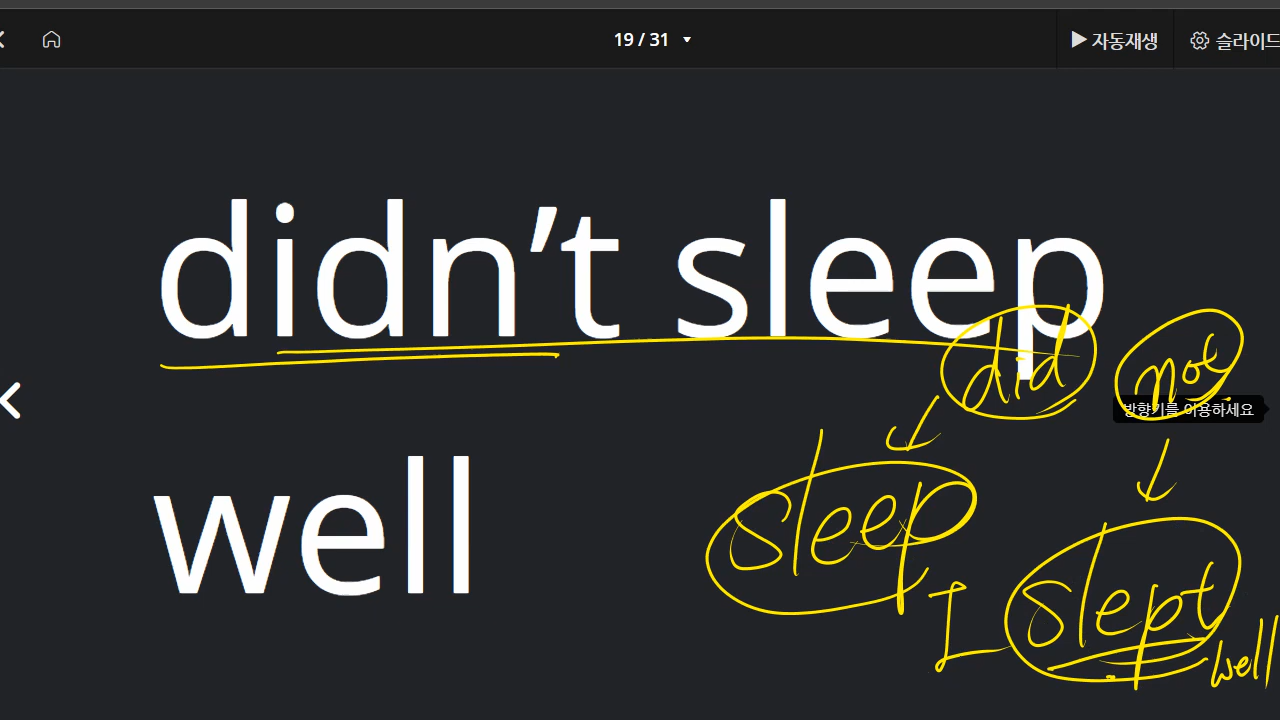 19 / 31
자동재생
슬라이드
didn't sleep
well
did not
방향키를 이용하세요
sleep
I slept well